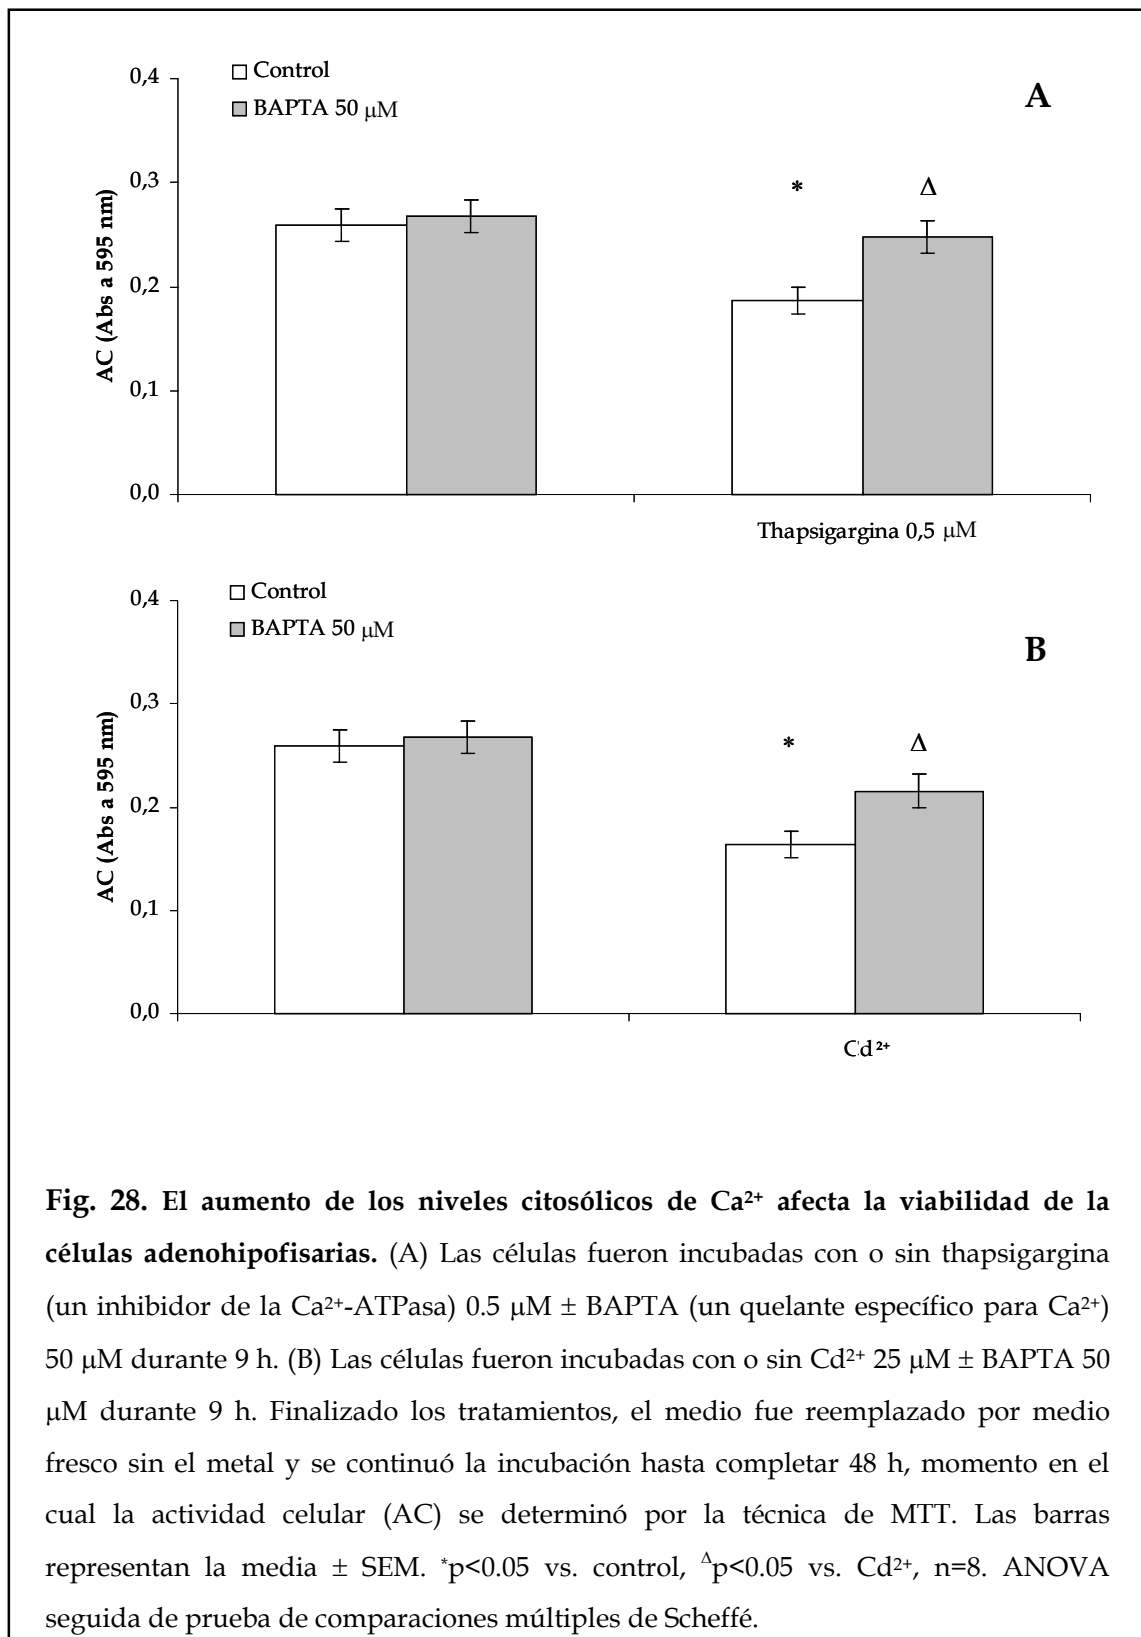 Control
BAPTA 50 μM
A
0,4
0,3
0,2
0,1
0,0
AC (Abs a 595 nm)
* Δ
Thapsigargina 0,5 μM
Control
BAPTA 50 μM
B
0,4
0,3
0,2
0,1
0,0
AC (Abs a 595 nm)
* Δ
Cd²⁺
Fig. 28. El aumento de los niveles citosólicos de Ca²⁺ afecta la viabilidad de la
células adenohipofisarias. (A) Las células fueron incubadas con o sin thapsigargina
(un inhibidor de la Ca²⁺-ATPasa) 0.5 μM ± BAPTA (un quelante específico para Ca²⁺)
50 μM durante 9 h. (B) Las células fueron incubadas con o sin Cd²⁺ 25 μM ± BAPTA 50
μM durante 9 h. Finalizado los tratamientos, el medio fue reemplazado por medio
fresco sin el metal y se continuó la incubación hasta completar 48 h, momento en el
cual la actividad celular (AC) se determinó por la técnica de MTT. Las barras
representan la media ± SEM. *p<0.05 vs. control, Δp<0.05 vs. Cd²⁺, n=8. ANOVA
seguida de prueba de comparaciones múltiples de Scheffé.